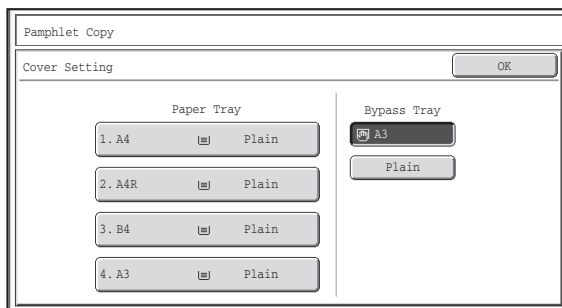 Pamphlet Copy
Cover Setting
OK
Paper Tray
Bypass Tray
1. A4 Plain
2. A4R Plain
3. B4 Plain
4. A3 Plain
A3
Plain